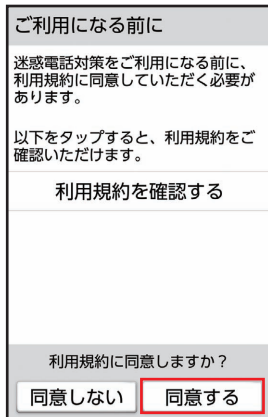 ご利用になる前に
迷惑電話対策をご利用になる前に、
利用規約に同意していただく必要が
あります。
以下をタップすると、利用規約をご
確認いただけます。
利用規約を確認する
利用規約に同意しますか？
同意しない
同意する